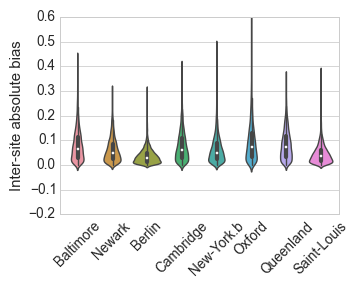 0.6
0.5
0.4
0.3
0.2
0.1
0.0
−0.1
−0.2
Inter-site absolute bias
Baltimore
Newark
Berlin
Cambridge
New-York.b
Oxford
Queenland
Saint-Louis